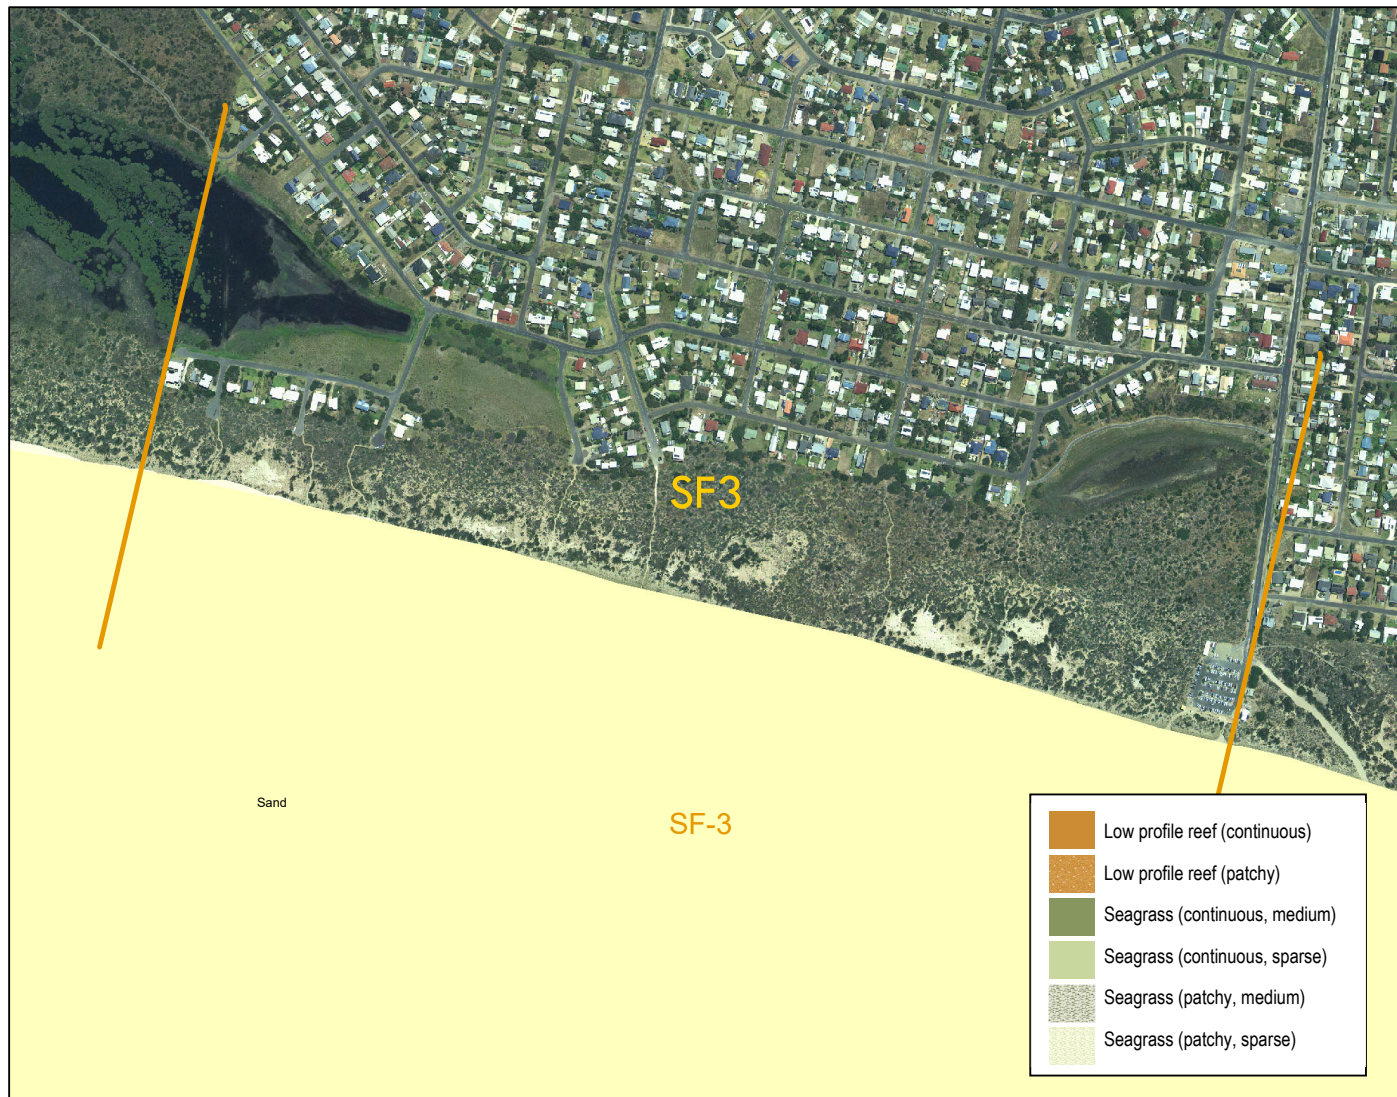 SF3
Sand
SF-3
Low profile reef (continuous)
Low profile reef (patchy)
Seagrass (continuous, medium)
Seagrass (continuous, sparse)
Seagrass (patchy, medium)
Seagrass (patchy, sparse)